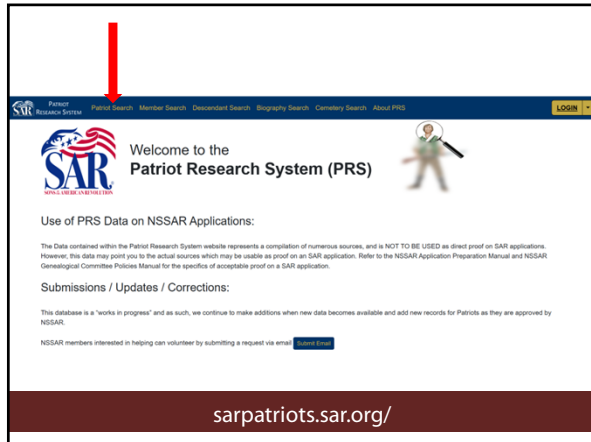 SAR
PATRIOT
RESEARCH SYSTEM
Patriot Search Member Search Descendant Search Biography Search Cemetery Search About PRS
LOGIN
SAR
SONS of the AMERICAN REVOLUTION
Welcome to the
Patriot Research System (PRS)
Use of PRS Data on NSSAR Applications:
The Data contained within the Patriot Research System website represents a compilation of numerous sources, and is NOT TO BE USED as direct proof on SAR applications.
However, this data may point you to the actual sources which may be usable as proof on an SAR application. Refer to the NSSAR Application Preparation Manual and NSSAR
Genealogical Committee Policies Manual for the specifics of acceptable proof on a SAR application.
Submissions / Updates / Corrections:
This database is a "works in progress" and as such, we continue to make additions when new data becomes available and add new records for Patriots as they are approved by
NSSAR.
NSSAR members interested in helping can volunteer by submitting a request via email Submit Email
sarpatriots.sar.org/